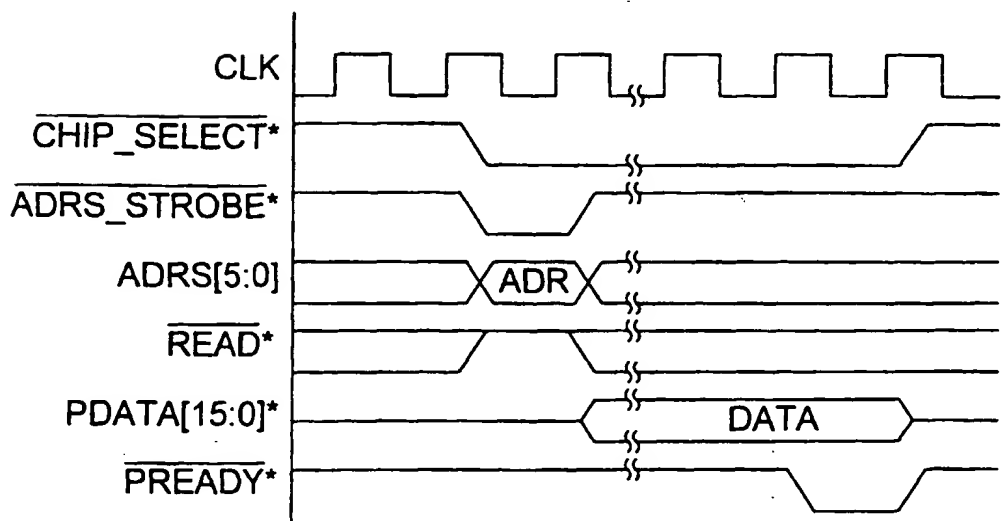 CLK
CHIP_SELECT*
ADRS_STROBE*
ADRS[5:0]
ADR
READ*
PDATA[15:0]*
DATA
PREADY*